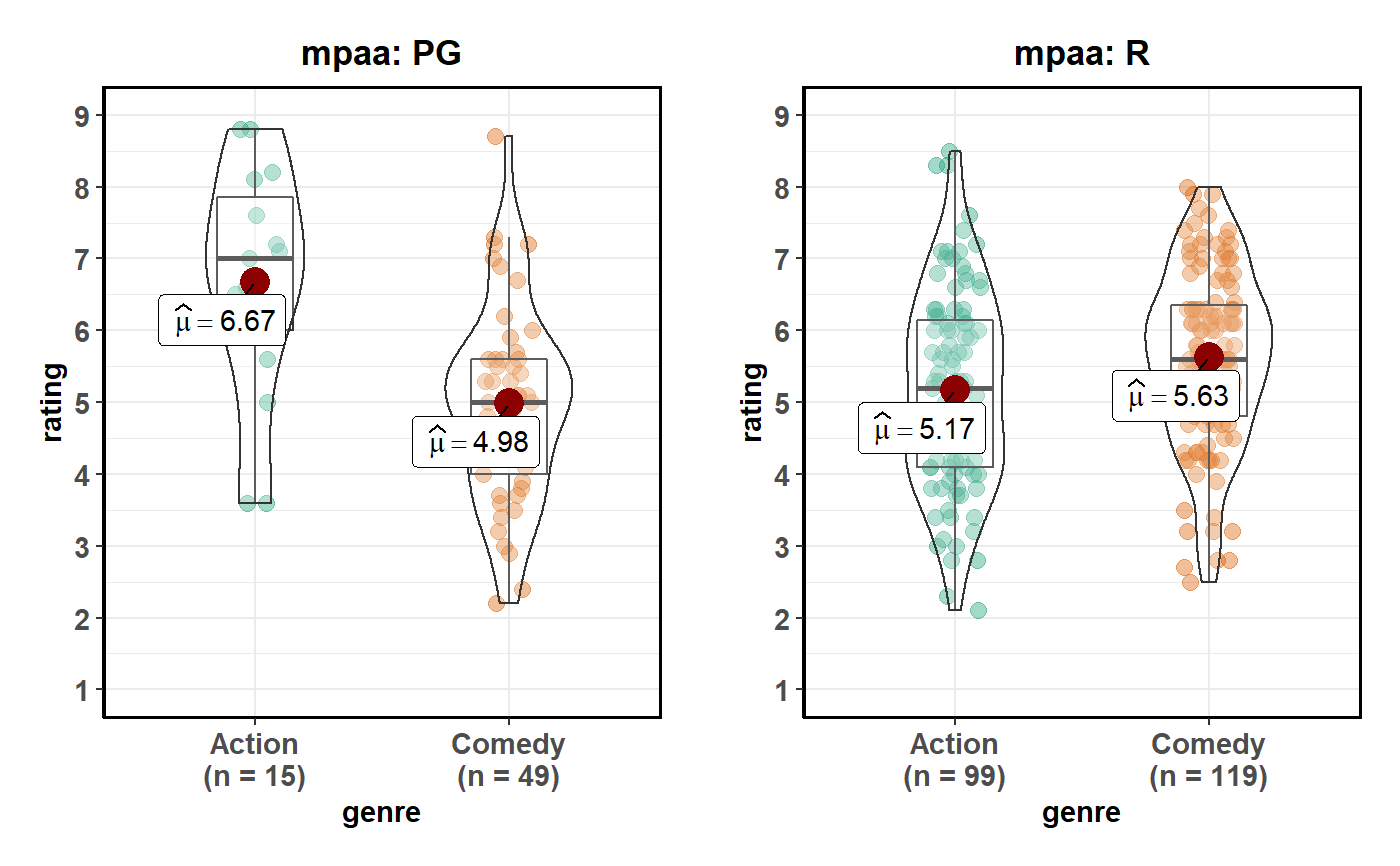 mpaa: PG
rating
9
8
7
6
5
4
3
2
1
μ̂ = 6.67
μ̂ = 4.98
Action
(n = 15)
Comedy
(n = 49)
genre
mpaa: R
rating
9
8
7
6
5
4
3
2
1
μ̂ = 5.17
μ̂ = 5.63
Action
(n = 99)
Comedy
(n = 119)
genre